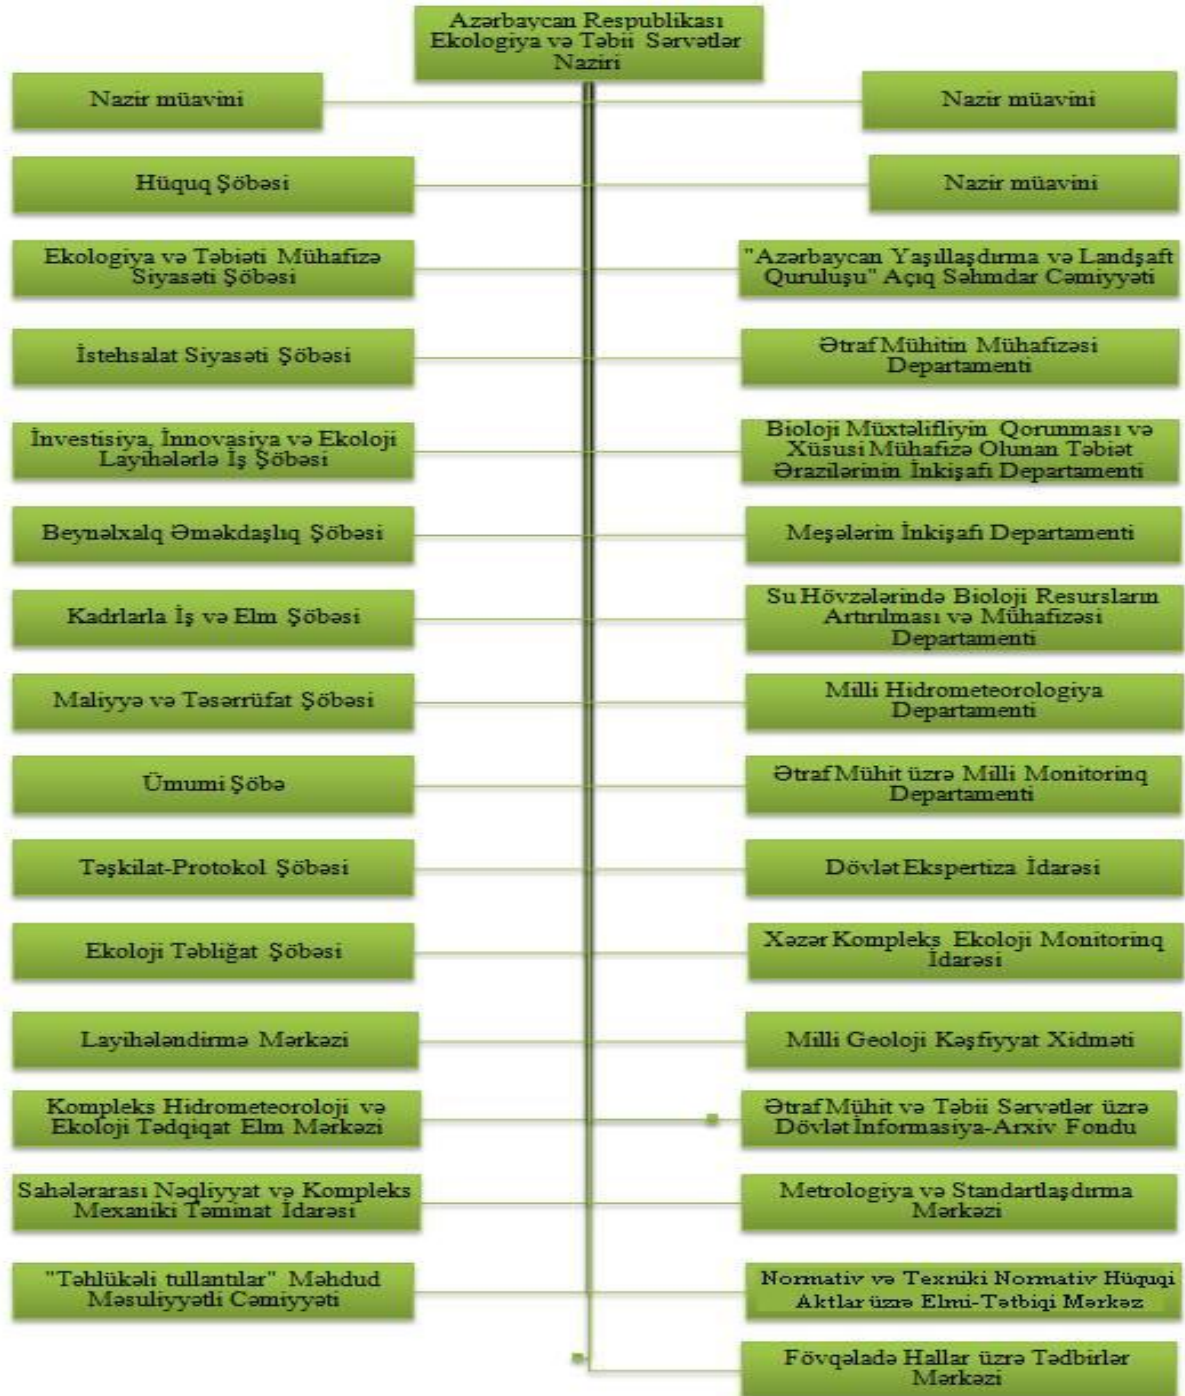 Azərbaycan Respublikası
Ekologiya və Təbii Sərvətlər
Naziri
Nazir müavini
Nazir müavini
Hüquq Şöbəsi
Nazir müavini
Ekologiya və Təbiəti Mühafizə
Siyasəti Şöbəsi
"Azərbaycan Yaşıllaşdırma və Landşaft
Quruluşu" Açıq Səhmdar Cəmiyyəti
İstehsalat Siyasəti Şöbəsi
Ətraf Mühitin Mühafizəsi
Departamenti
İnvestisiya, İnnovasiya və Ekoloji
Layihələrlə İş Şöbəsi
Bioloji Müxtəlifliyin Qorunması və
Xüsusi Mühafizə Olunan Təbiət
Ərazilərinin İnkişafı Departamenti
Beynəlxalq Əməkdaşlıq Şöbəsi
Meşələrin İnkişafı Departamenti
Kadrlarla İş və Elm Şöbəsi
Su Hövzələrində Bioloji Resursların
Artırılması və Mühafizəsi
Departamenti
Maliyyə və Təsərrüfat Şöbəsi
Milli Hidrometeorologiya
Departamenti
Ümumi Şöbə
Ətraf Mühit üzrə Milli Monitorinq
Departamenti
Təşkilat-Protokol Şöbəsi
Dövlət Ekspertiza İdarəsi
Ekoloji Təbliğat Şöbəsi
Xəzər Kompleks Ekoloji Monitorinq
İdarəsi
Layihələndirmə Mərkəzi
Milli Geoloji Kəşfiyyat Xidməti
Kompleks Hidrometeoroloji və
Ekoloji Tədqiqat Elm Mərkəzi
Ətraf Mühit və Təbii Sərvətlər üzrə
Dövlət İnformasiya-Arxiv Fondu
Sahələrarası Nəqliyyat və Kompleks
Mexaniki Təminat İdarəsi
Metrologiya və Standartlaşdırma
Mərkəzi
"Təhlükəli tullantılar" Məhdud
Məsuliyyətli Cəmiyyəti
Normativ və Texniki Normativ Hüquqi
Aktlar üzrə Elmi-Tətbiqi Mərkəz
Fövqəladə Hallar üzrə Tədbirlər
Mərkəzi